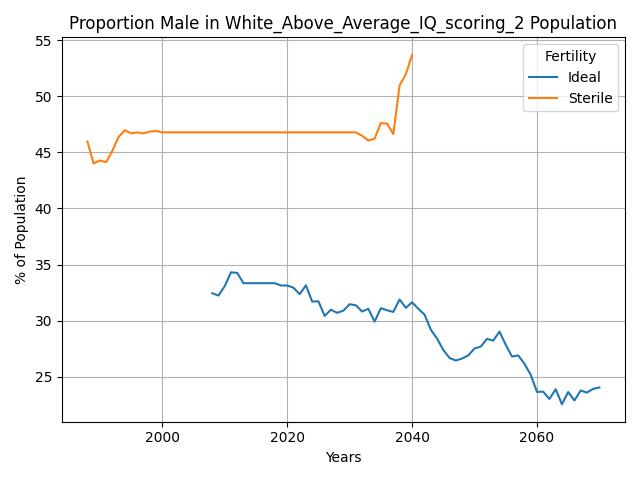 Proportion Male in White_Above_Average_IQ_scoring_2 Population
55
50
45
40
35
30
25
% of Population
Fertility
Ideal
Sterile
2000
2020
2040
2060
Years